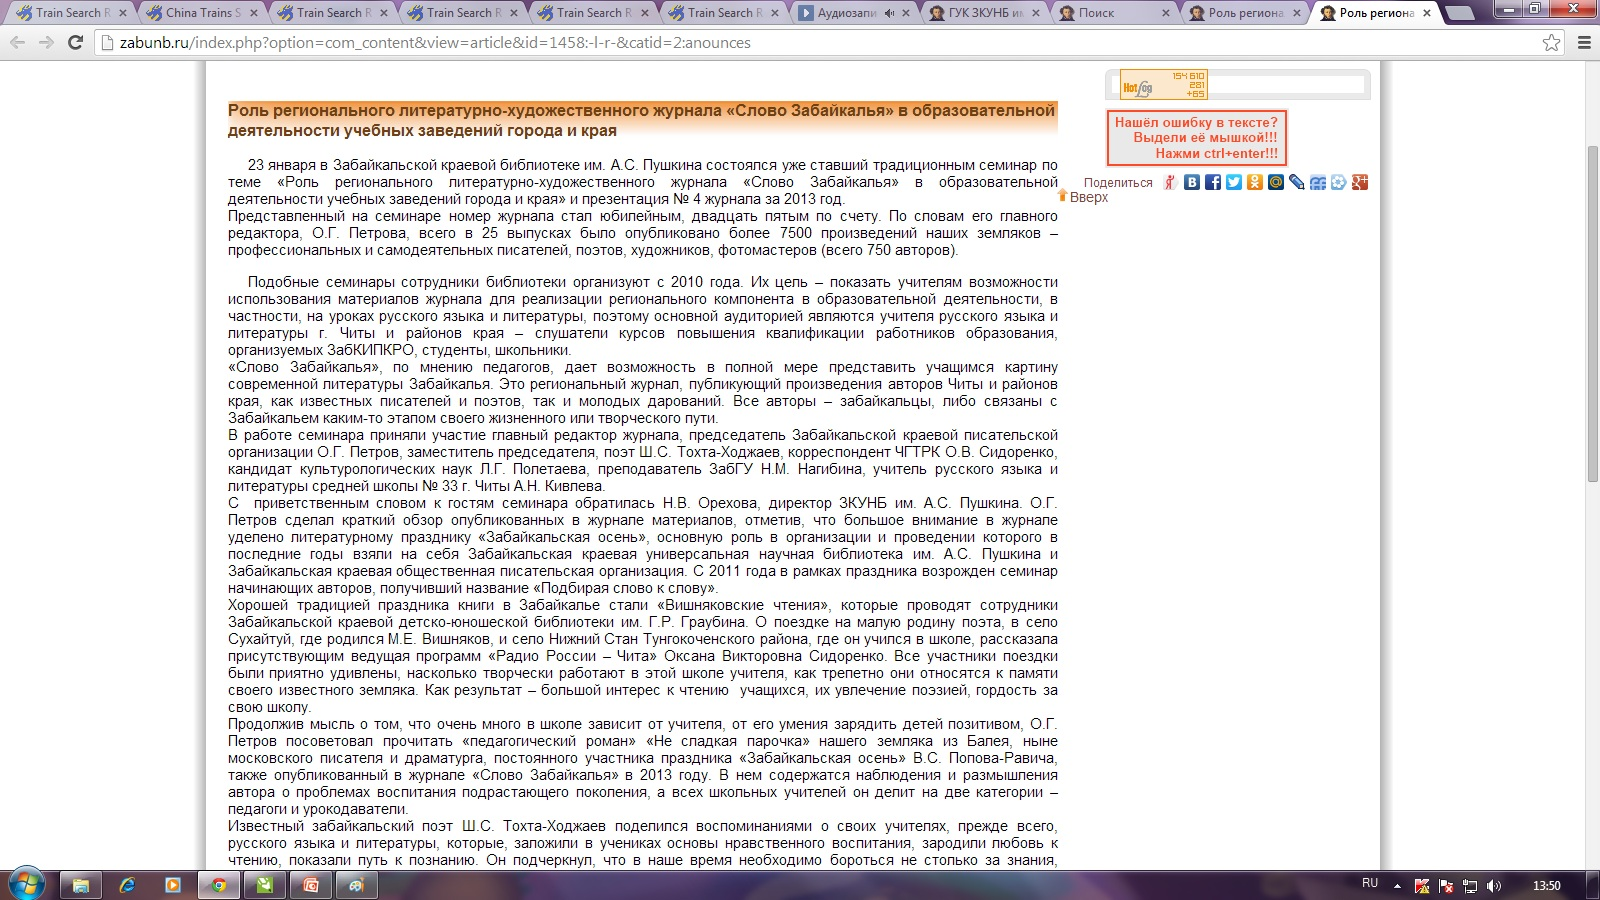 Train Search R
China Trains S
Train Search R
Train Search R
Train Search R
Train Search R
Аудиозапи
ГУК ЗКУНБ им
Поиск
Роль региона
Роль региона
zabunb.ru/index.php?option=com_content&view=article&id=1458:-l-r-&catid=2:anounces
Роль регионального литературно-художественного журнала «Слово Забайкалья» в образовательной
деятельности учебных заведений города и края
23 января в Забайкальской краевой библиотеке им. А.С. Пушкина состоялся уже ставший традиционным семинар по
теме «Роль регионального литературно-художественного журнала «Слово Забайкалья» в образовательной
деятельности учебных заведений города и края» и презентация № 4 журнала за 2013 год.
Представленный на семинаре номер журнала стал юбилейным, двадцать пятым по счету. По словам его главного
редактора, О.Г. Петрова, всего в 25 выпусках было опубликовано более 7500 произведений наших земляков –
профессиональных и самодеятельных писателей, поэтов, художников, фотомастеров (всего 750 авторов).
Подобные семинары сотрудники библиотеки организуют с 2010 года. Их цель – показать учителям возможности
использования материалов журнала для реализации регионального компонента в образовательной деятельности, в
частности, на уроках русского языка и литературы, поэтому основной аудиторией являются учителя русского языка и
литературы г. Читы и районов края – слушатели курсов повышения квалификации работников образования,
организуемых ЗабКИПКРО, студенты, школьники.
«Слово Забайкалья», по мнению педагогов, дает возможность в полной мере представить учащимся картину
современной литературы Забайкалья. Это региональный журнал, публикующий произведения авторов Читы и районов
края, как известных писателей и поэтов, так и молодых дарований. Все авторы – забайкальцы, либо связаны с
Забайкальем каким-то этапом своего жизненного или творческого пути.
В работе семинара приняли участие главный редактор журнала, председатель Забайкальской краевой писательской
организации О.Г. Петров, заместитель председателя, поэт Ш.С. Тохта-Ходжаев, корреспондент ЧГТРК О.В. Сидоренко,
кандидат культурологических наук Л.Г. Полетаева, преподаватель ЗабГУ Н.М. Нагибина, учитель русского языка и
литературы средней школы № 33 г. Читы А.Н. Кивлева.
С приветственным словом к гостям семинара обратилась Н.В. Орехова, директор ЗКУНБ им. А.С. Пушкина. О.Г.
Петров сделал краткий обзор опубликованных в журнале материалов, отметив, что большое внимание в журнале
уделено литературному празднику «Забайкальская осень», основную роль в организации и проведении которого в
последние годы взяли на себя Забайкальская краевая универсальная научная библиотека им. А.С. Пушкина и
Забайкальская краевая общественная писательская организация. С 2011 года в рамках праздника возрожден семинар
начинающих авторов, получивший название «Подбирая слово к слову».
Хорошей традицией праздника книги в Забайкалье стали «Вишняковские чтения», которые проводят сотрудники
Забайкальской краевой детско-юношеской библиотеки им. Г.Р. Граубина. О поездке на малую родину поэта, в село
Сухайтуй, где родился М.Е. Вишняков, и село Нижний Стан Тунгокоченского района, где он учился в школе, рассказала
присутствующим ведущая программ «Радио России – Чита» Оксана Викторовна Сидоренко. Все участники поездки
были приятно удивлены, насколько творчески работают в этой школе учителя, как трепетно они относятся к памяти
своего известного земляка. Как результат – большой интерес к чтению учащихся, их увлечение поэзией, гордость за
свою школу.
Продолжив мысль о том, что очень много в школе зависит от учителя, от его умения зарядить детей позитивом, О.Г.
Петров посоветовал прочитать «педагогический роман» «Не сладкая парочка» нашего земляка из Балея, ныне
московского писателя и драматурга, постоянного участника праздника «Забайкальская осень» В.С. Попова-Равича,
также опубликованный в журнале «Слово Забайкалья» в 2013 году. В нем содержатся наблюдения и размышления
автора о проблемах воспитания подрастающего поколения, а всех школьных учителей он делит на две категории –
педагоги и урокодаватели.
Известный забайкальский поэт Ш.С. Тохта-Ходжаев поделился воспоминаниями о своих учителях, прежде всего,
русского языка и литературы, которые, заложили в учениках основы нравственного воспитания, зародили любовь к
чтению, показали путь к познанию. Он подчеркнул, что в наше время необходимо бороться не столько за знания,
HotLog
154 610
281
+65
Нашёл ошибку в тексте?
Выдели её мышкой!!!
Нажми ctrl+enter!!!
Поделиться
Вверх
RU
13:50